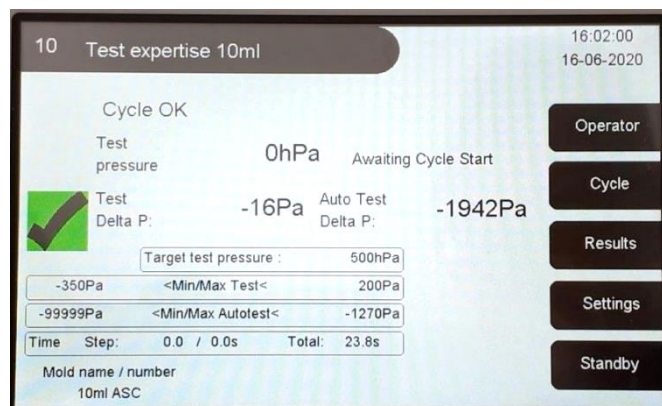 10 Test expertise 10ml
16:02:00
16-06-2020
Cycle OK
Test
pressure
0hPa
Awaiting Cycle Start
Test
Delta P:
-16Pa
Auto Test
Delta P:
-1942Pa
Target test pressure : 500hPa
-350Pa <Min/Max Test< 200Pa
-99999Pa <Min/Max Autotest< -1270Pa
Time Step: 0.0 / 0.0s Total: 23.8s
Mold name / number
10ml ASC
Operator
Cycle
Results
Settings
Standby